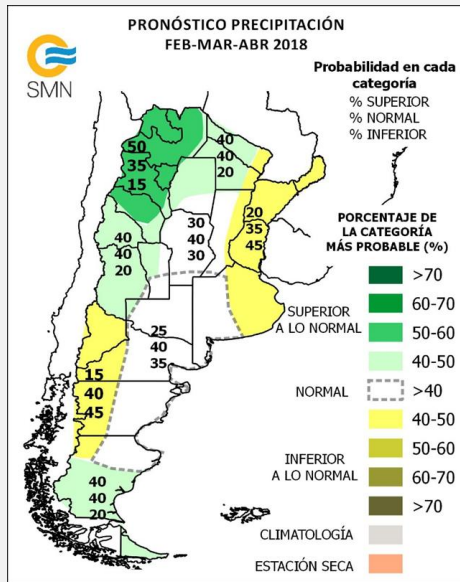 PRONÓSTICO PRECIPITACIÓN
FEB-MAR-ABR 2018
SMN
Probabilidad en cada
categoría
% SUPERIOR
% NORMAL
% INFERIOR
50
35
15
40
40
20
40
40
20
30
40
30
20
35
45
25
40
35
15
40
45
40
40
20
PORCENTAJE DE
LA CATEGORÍA
MÁS PROBABLE (%)
>70
60-70
SUPERIOR
A LO NORMAL
50-60
40-50
NORMAL
>40
40-50
50-60
INFERIOR
A LO NORMAL
60-70
>70
CLIMATOLOGÍA
ESTACIÓN SECA